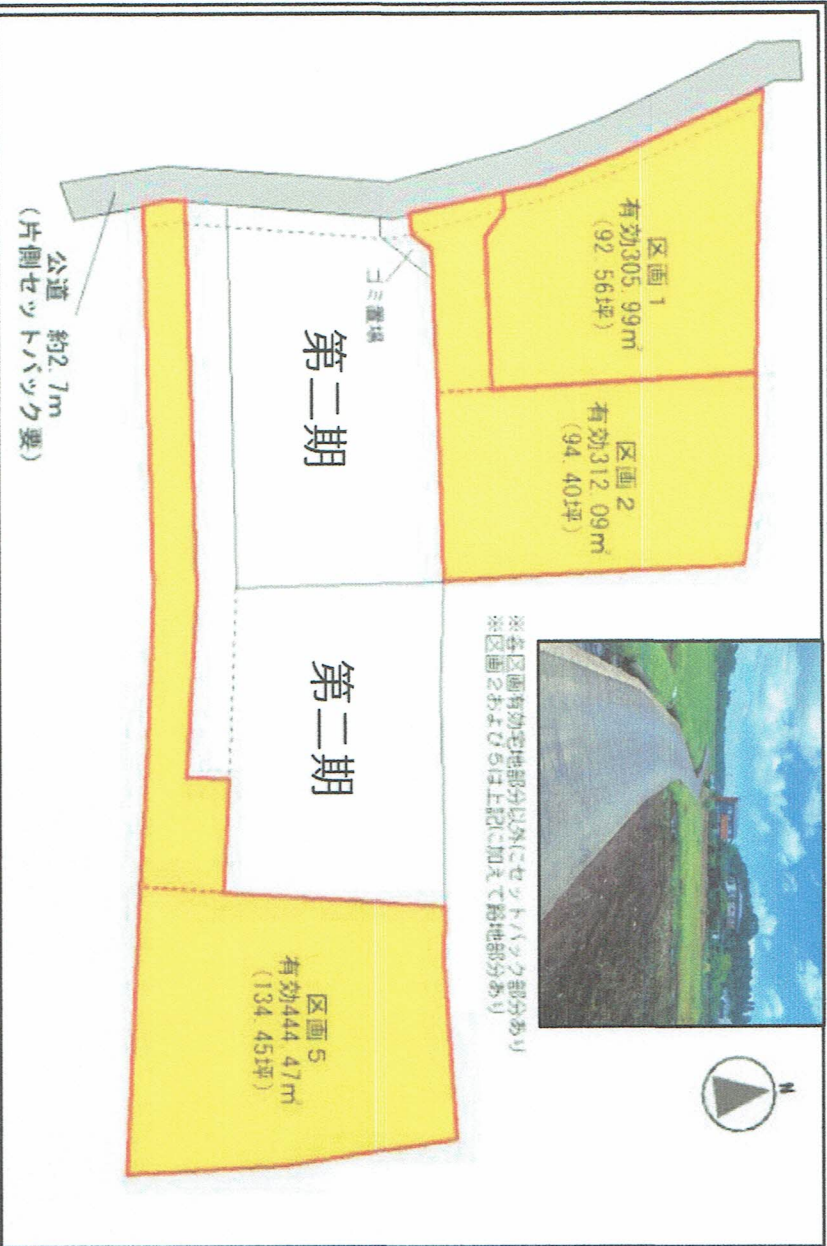 区画 1
有効305.99㎡
(92.56坪)
区画 2
有効312.09㎡
(94.40坪)
ゴミ置場
第二期
第二期
公道 約2.7m
(片側セットバック要)
※各区画有効宅地部分以外にセットバック部分あり
※区画2および5は上記に加えて路地部分あり
区画 5
有効444.47㎡
(134.45坪)
N